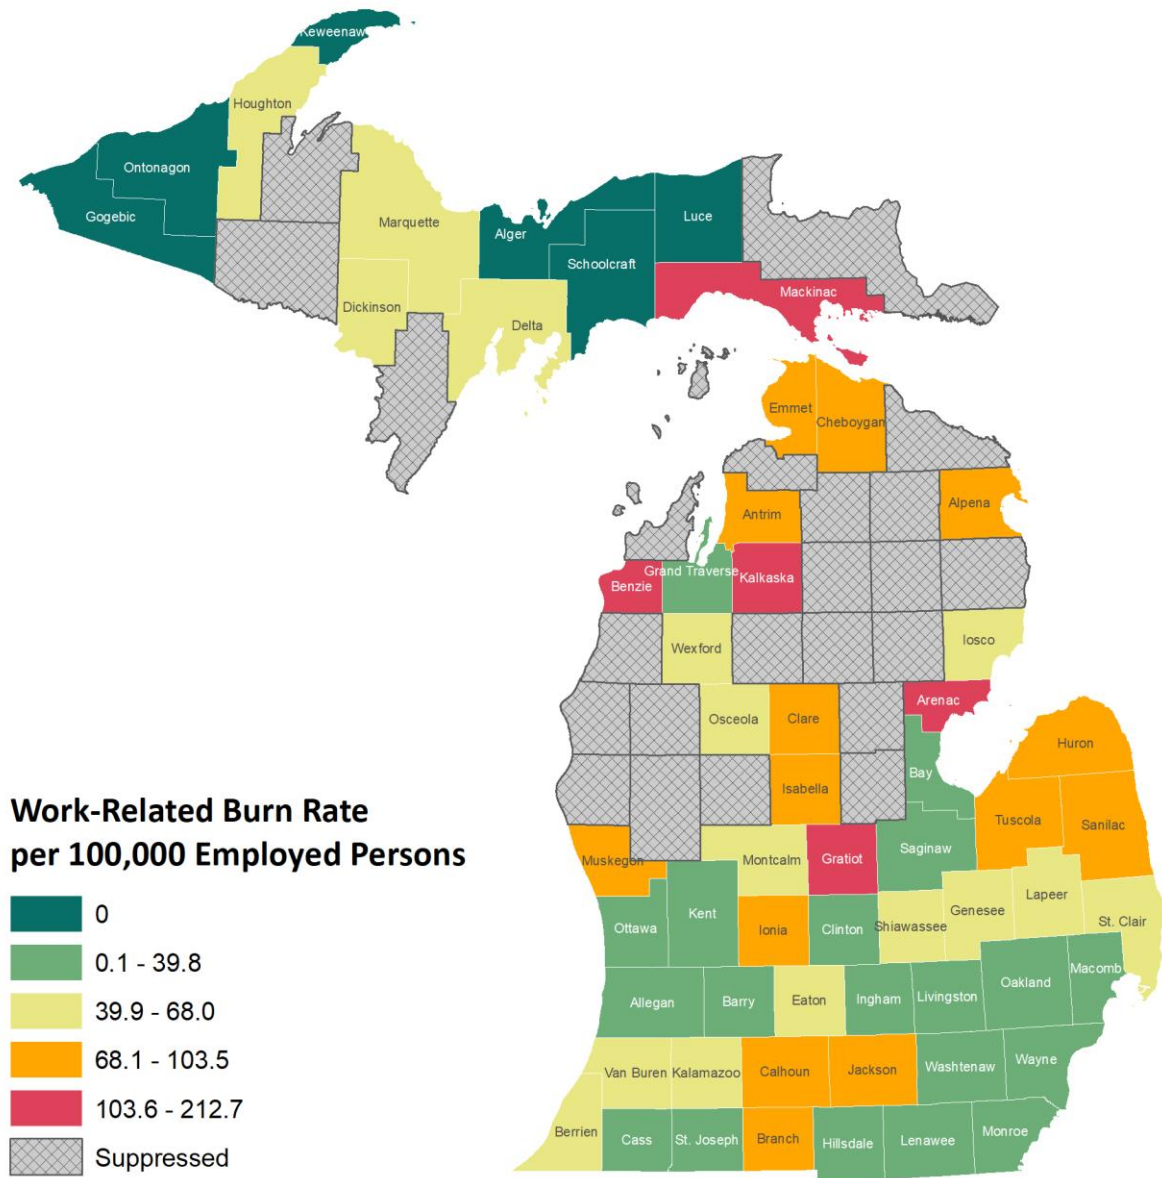 Keweenaw
Houghton
Ontonagon
Gogebic
Marquette
Alger
Luce
Schoolcraft
Mackinac
Dickinson
Delta
Emmet
Cheboygan
Antrim
Alpena
Grand Traverse
Kalkaska
Benzie
Wexford
Iosco
Arenac
Osceola
Clare
Huron
Bay
Isabella
Tuscola
Sanilac
Muskegon
Montcalm
Gratiot
Saginaw
Kent
Ottawa
Ionia
Clinton
Shiawassee
Genesee
Lapeer
St. Clair
Allegan
Barry
Eaton
Ingham
Livingston
Oakland
Macomb
Van Buren
Kalamazoo
Calhoun
Jackson
Washtenaw
Wayne
Berrien
Cass
St. Joseph
Branch
Hillsdale
Lenawee
Monroe
Work-Related Burn Rate
per 100,000 Employed Persons
0
0.1 - 39.8
39.9 - 68.0
68.1 - 103.5
103.6 - 212.7
Suppressed